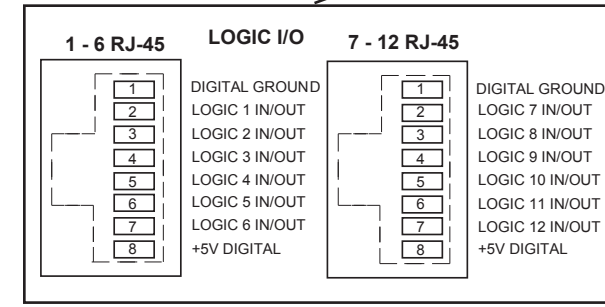 LOGIC I/O
1 - 6 RJ-45
7 - 12 RJ-45
1 DIGITAL GROUND
2 LOGIC 1 IN/OUT
3 LOGIC 2 IN/OUT
4 LOGIC 3 IN/OUT
5 LOGIC 4 IN/OUT
6 LOGIC 5 IN/OUT
7 LOGIC 6 IN/OUT
8 +5V DIGITAL
1 DIGITAL GROUND
2 LOGIC 7 IN/OUT
3 LOGIC 8 IN/OUT
4 LOGIC 9 IN/OUT
5 LOGIC 10 IN/OUT
6 LOGIC 11 IN/OUT
7 LOGIC 12 IN/OUT
8 +5V DIGITAL